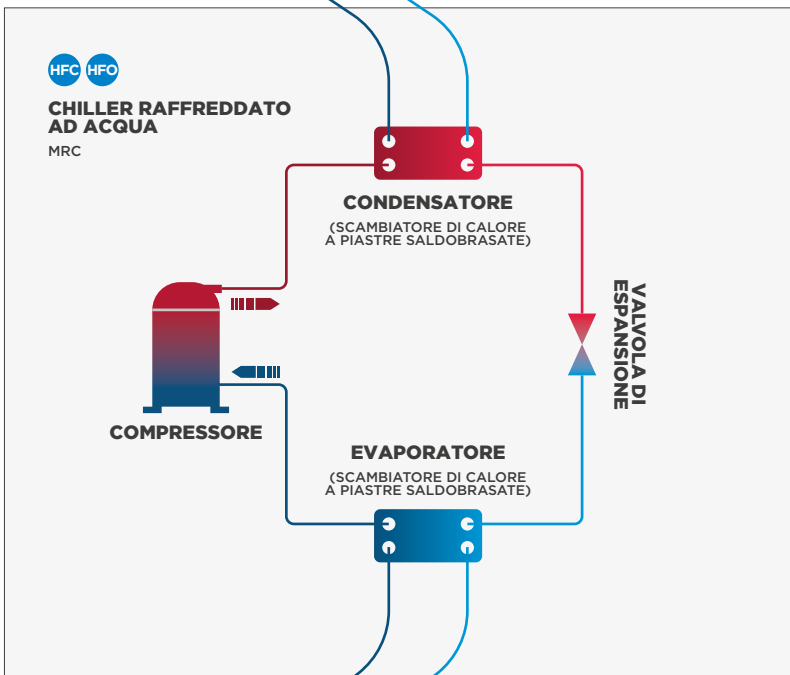 HFC HFO
CHILLER RAFFREDDATO
AD ACQUA
MRC
CONDENSATORE
(SCAMBIATORE DI CALORE
A PIASTRE SALDOBRASATE)
VALVOLA DI
ESPANSIONE
COMPRESSORE
EVAPORATORE
(SCAMBIATORE DI CALORE
A PIASTRE SALDOBRASATE)